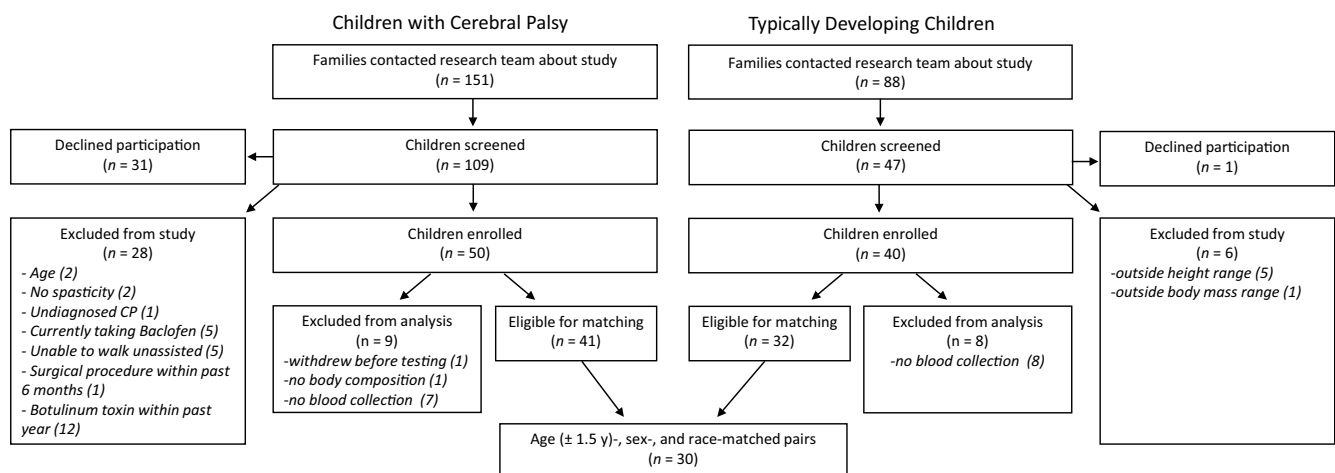 Children with Cerebral Palsy
Typically Developing Children
Families contacted research team about study
(n = 151)
Families contacted research team about study
(n = 88)
Declined participation
(n = 31)
Children screened
(n = 109)
Children screened
(n = 47)
Declined participation
(n = 1)
Excluded from study
(n = 28)
- Age (2)
- No spasticity (2)
- Undiagnosed CP (1)
- Currently taking Baclofen (5)
- Unable to walk unassisted (5)
- Surgical procedure within past
6 months (1)
- Botulinum toxin within past
year (12)
Children enrolled
(n = 50)
Children enrolled
(n = 40)
Excluded from study
(n = 6)
-outside height range (5)
-outside body mass range (1)
Excluded from analysis
(n = 9)
-withdrew before testing (1)
-no body composition (1)
-no blood collection (7)
Eligible for matching
(n = 41)
Eligible for matching
(n = 32)
Excluded from analysis
(n = 8)
-no blood collection (8)
Age (± 1.5 y)-, sex-, and race-matched pairs
(n = 30)